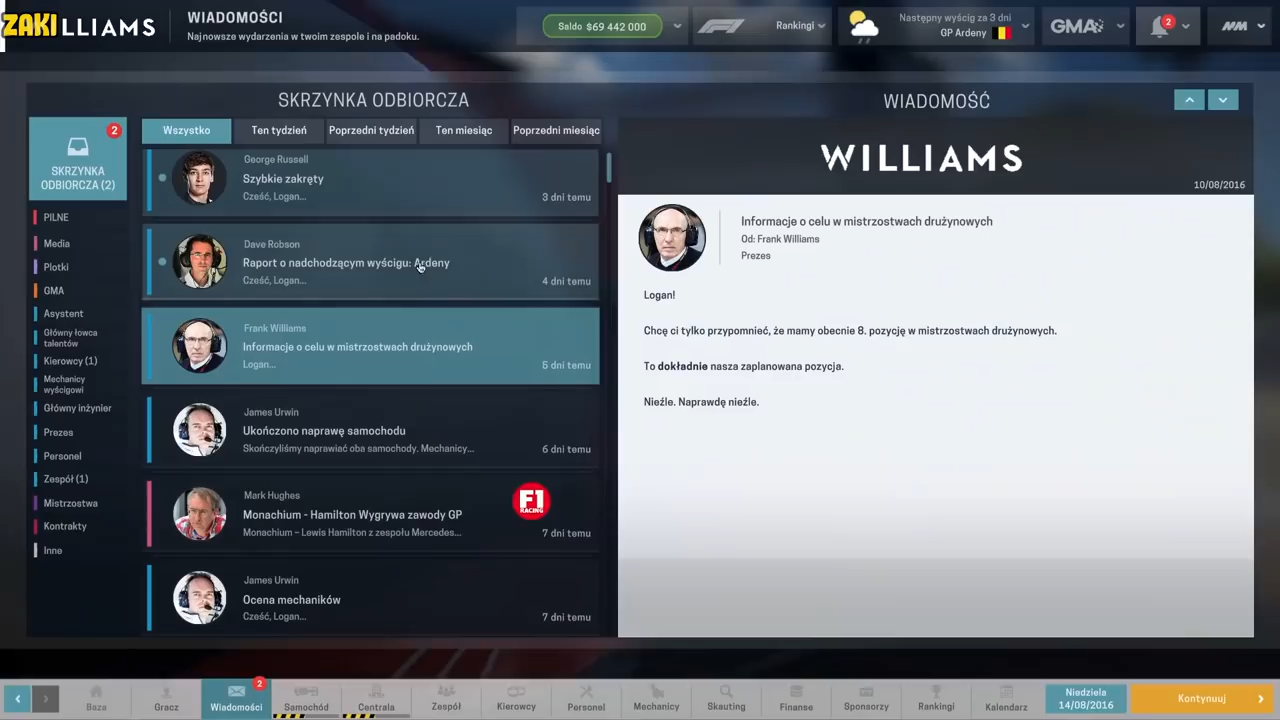 ZAKILLIAMS
WIADOMOŚCI
Najnowsze wydarzenia w twoim zespole i na padoku.
Saldo $69 442 000
F1
Rankingi
Następny wyścig za 3 dni
GP Ardeny
GMA
2
MM
SKRZYNKA ODBIORCZA
WIADOMOŚĆ
2
SKRZYNKA
ODBIORCZA (2)
PILNE
Media
Plotki
GMA
Asystent
Główny łowca
talentów
Kierowcy (1)
Mechanicy
wyścigowi
Główny inżynier
Prezes
Personel
Zespół (1)
Mistrzostwa
Kontrakty
Inne
Wszystko
Ten tydzień
Poprzedni tydzień
Ten miesiąc
Poprzedni miesiąc
George Russell
Szybkie zakręty
Cześć, Logan...
3 dni temu
Dave Robson
Raport o nadchodzącym wyścigu: Ardeny
Cześć, Logan...
4 dni temu
Frank Williams
Informacje o celu w mistrzostwach drużynowych
Logan...
5 dni temu
James Urwin
Ukończono naprawę samochodu
Skończyliśmy naprawiać oba samochody. Mechanicy...
6 dni temu
Mark Hughes
Monachium - Hamilton Wygrywa zawody GP
Monachium – Lewis Hamilton z zespołu Mercedes...
F1
RACING
7 dni temu
James Urwin
Ocena mechaników
Cześć, Logan...
7 dni temu
WILLIAMS
10/08/2016
Informacje o celu w mistrzostwach drużynowych
Od: Frank Williams
Prezes
Logan!
Chcę ci tylko przypomnieć, że mamy obecnie 8. pozycję w mistrzostwach drużynowych.
To dokładnie nasza zaplanowana pozycja.
Nieźle. Naprawdę nieźle.
Baza
Gracz
2
Wiadomości
Samochód
Centrala
Zespół
Kierowcy
Personel
Mechanicy
Skauting
Finanse
Sponsorzy
Rankingi
Kalendarz
Niedziela
14/08/2016
Kontynuuj